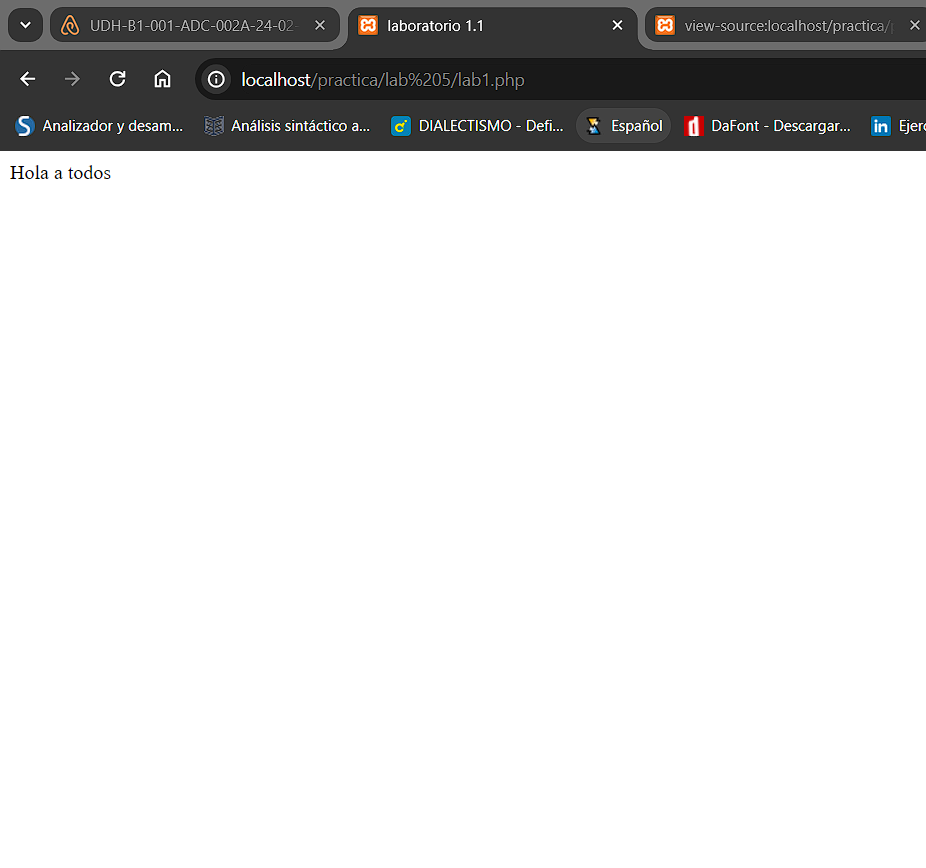 UDH-B1-001-ADC-002A-24-02-
laboratorio 1.1
view-source:localhost/practica/
localhost/practica/lab%205/lab1.php
Analizador y desam...
Análisis sintáctico a...
DIALECTISMO - Defi...
Español
DaFont - Descargar...
Ejer
Hola a todos